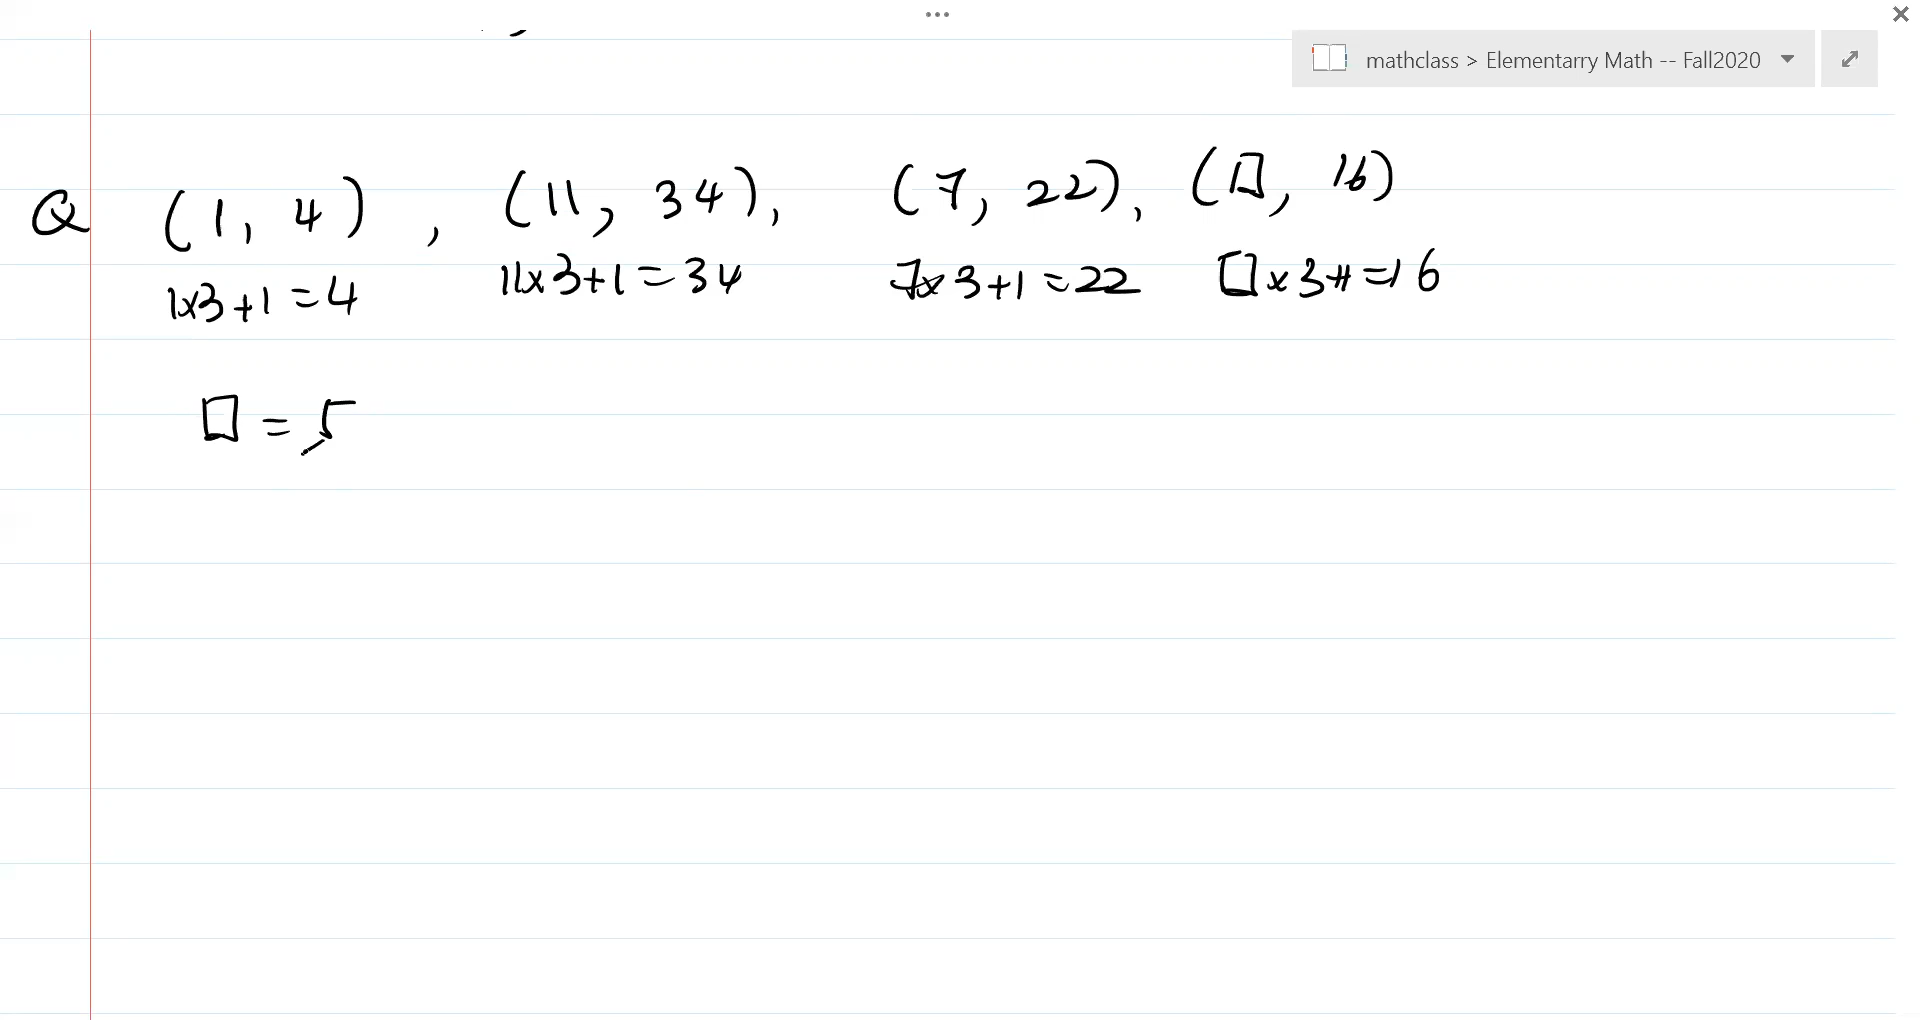 mathclass > Elementarry Math -- Fall2020
Q (1, 4) , (11, 34), (7, 22), (□, 16)
1x3+1=4 11x3+1=34 7x3+1=22 □x3+1=16
□ = 5